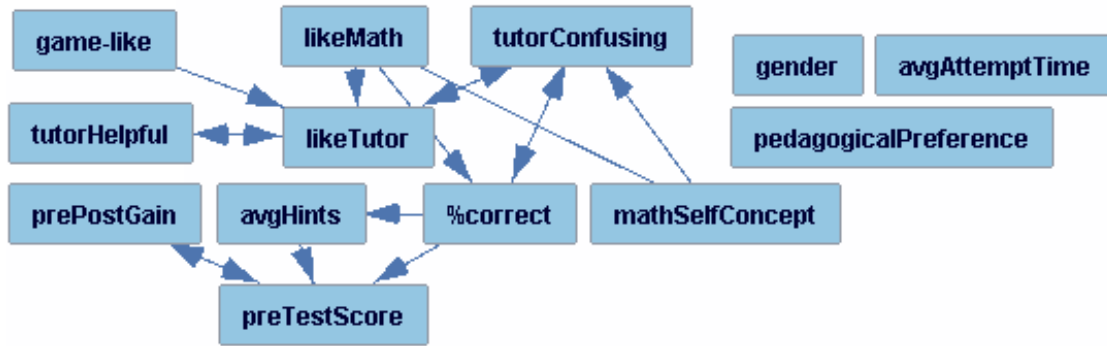 game-like
likeMath
tutorConfusing
gender
avgAttemptTime
tutorHelpful
likeTutor
pedagogicalPreference
prePostGain
avgHints
%correct
mathSelfConcept
preTestScore